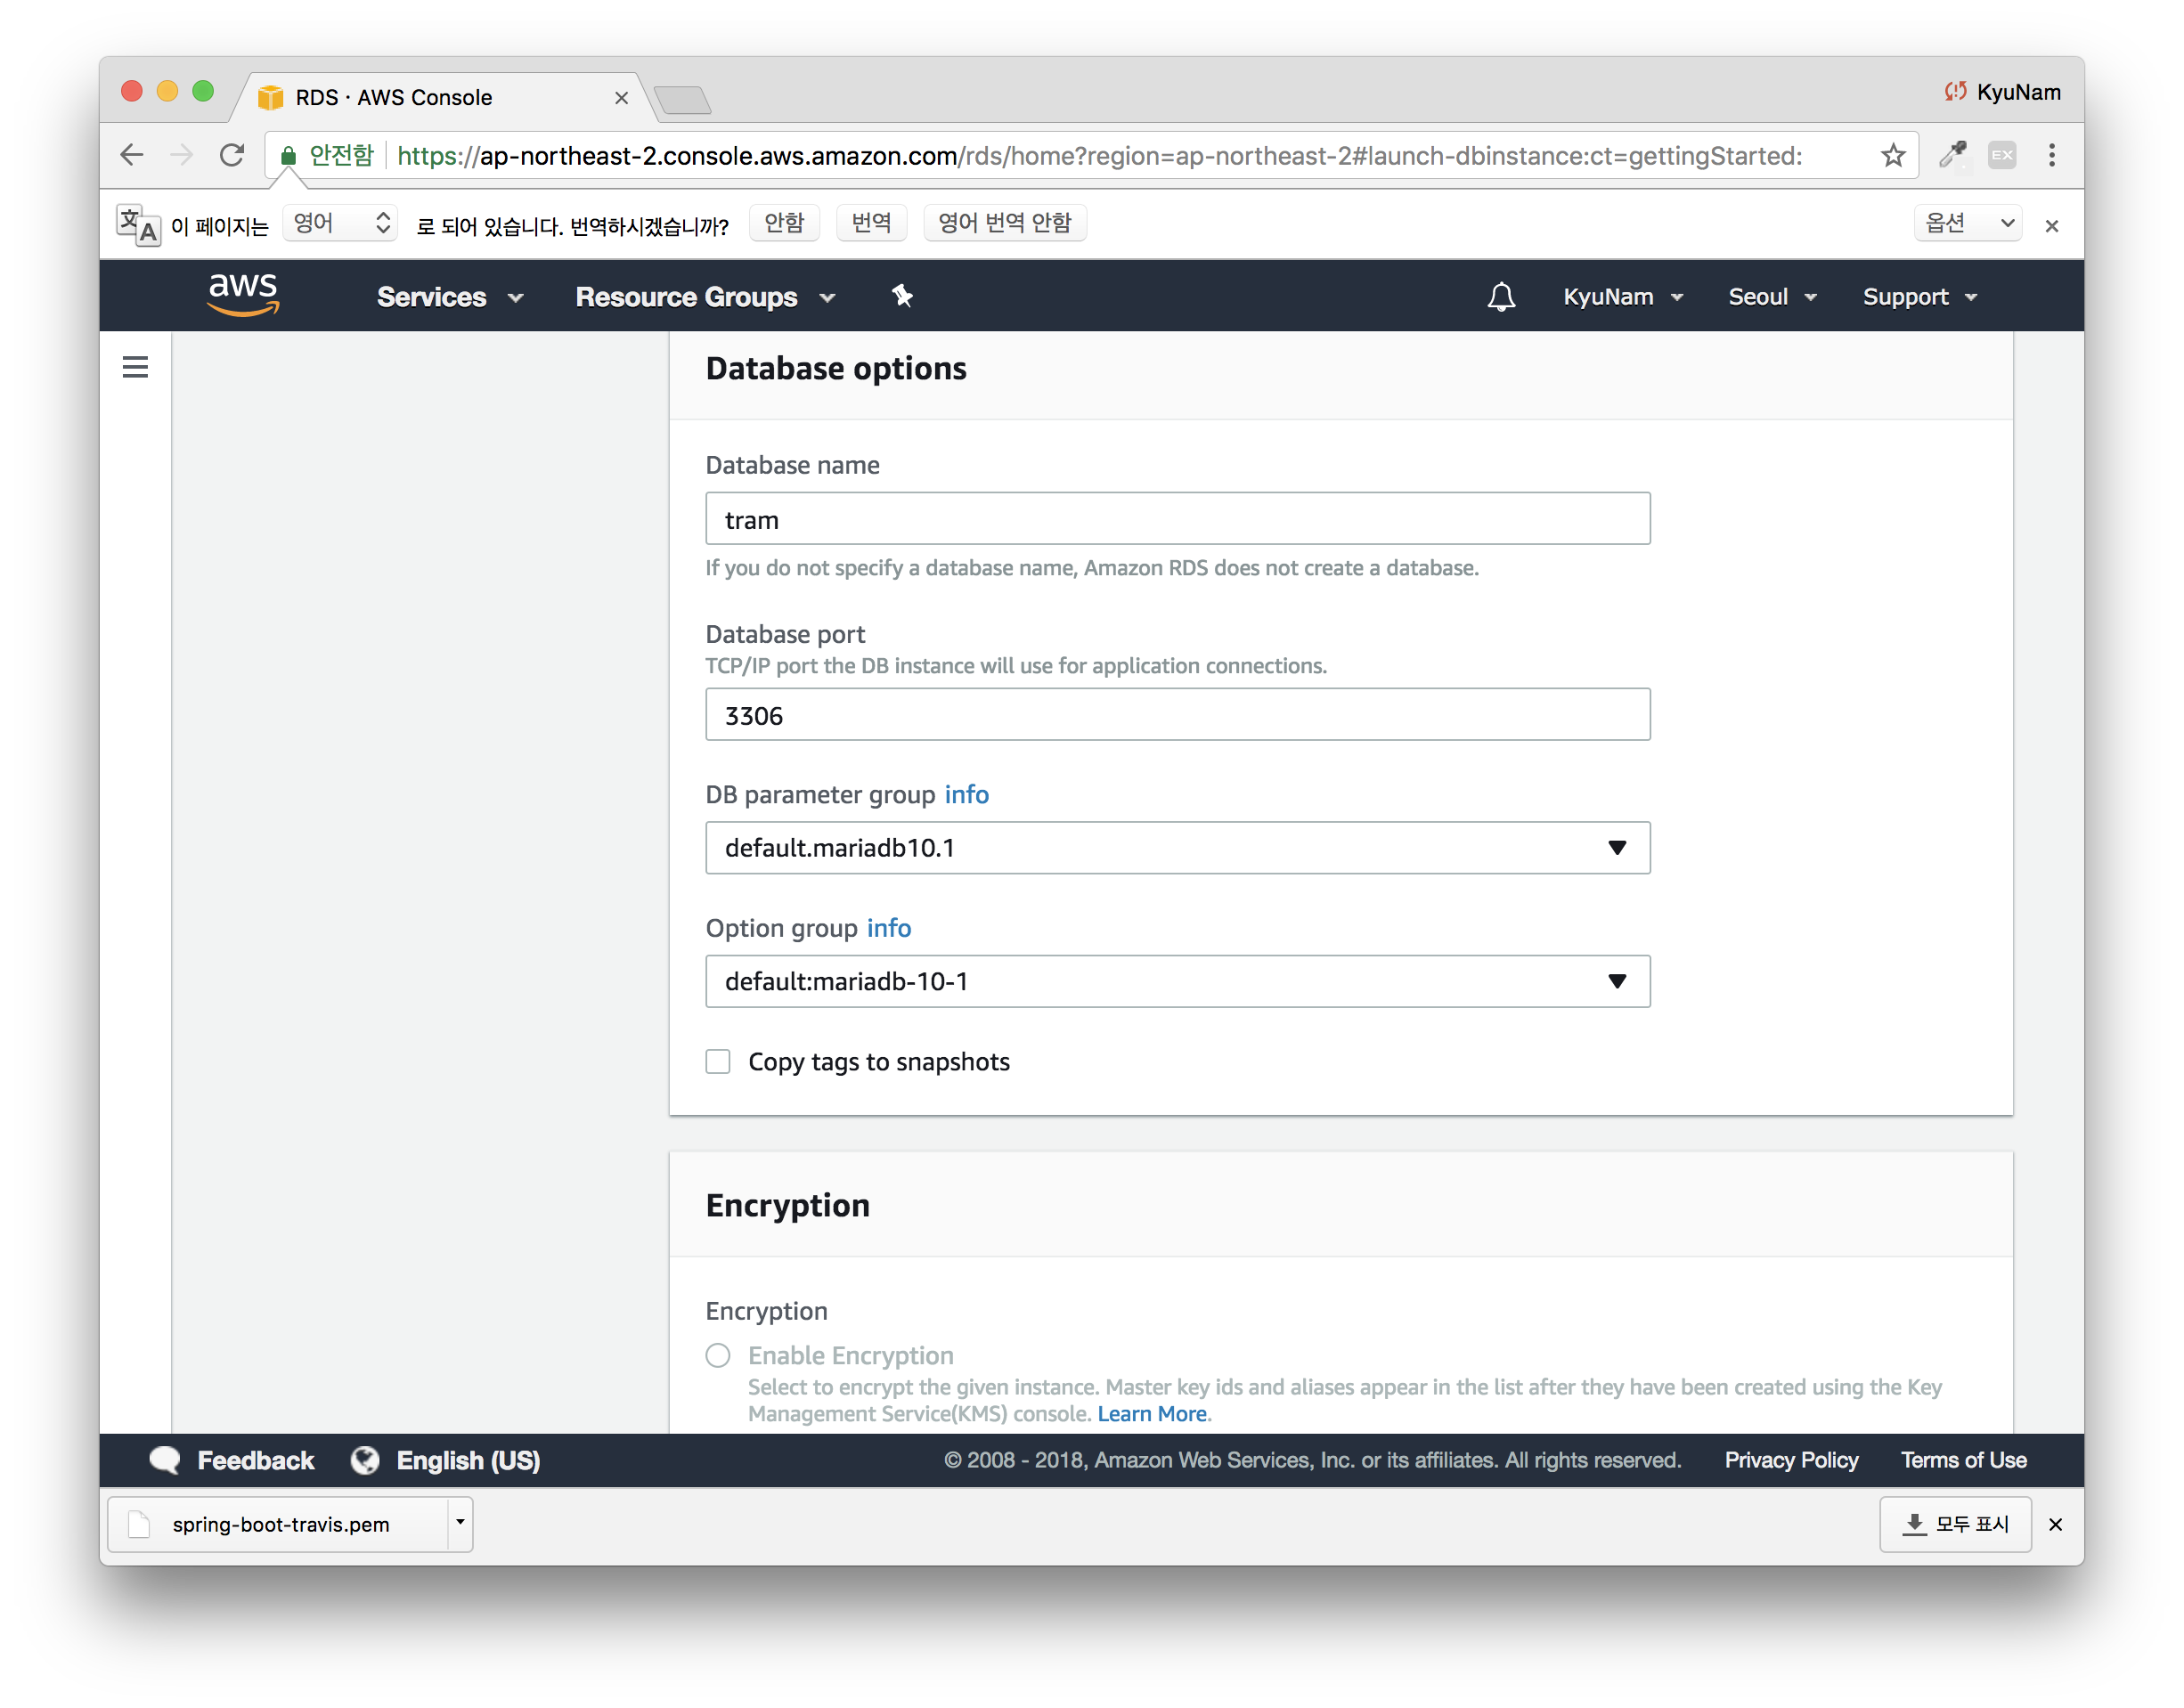 RDS · AWS Console
KyuNam
안전함 https://ap-northeast-2.console.aws.amazon.com/rds/home?region=ap-northeast-2#launch-dbinstance:ct=gettingStarted:
EX
文A 이 페이지는 영어 로 되어 있습니다. 번역하시겠습니까? 안함 번역 영어 번역 안함 옵션
aws Services Resource Groups KyuNam Seoul Support
Database options
Database name
tram
If you do not specify a database name, Amazon RDS does not create a database.
Database port
TCP/IP port the DB instance will use for application connections.
3306
DB parameter group info
default.mariadb10.1
Option group info
default:mariadb-10-1
Copy tags to snapshots
Encryption
Encryption
Enable Encryption
Select to encrypt the given instance. Master key ids and aliases appear in the list after they have been created using the Key
Management Service(KMS) console. Learn More.
Feedback English (US) © 2008 - 2018, Amazon Web Services, Inc. or its affiliates. All rights reserved. Privacy Policy Terms of Use
spring-boot-travis.pem 모두 표시